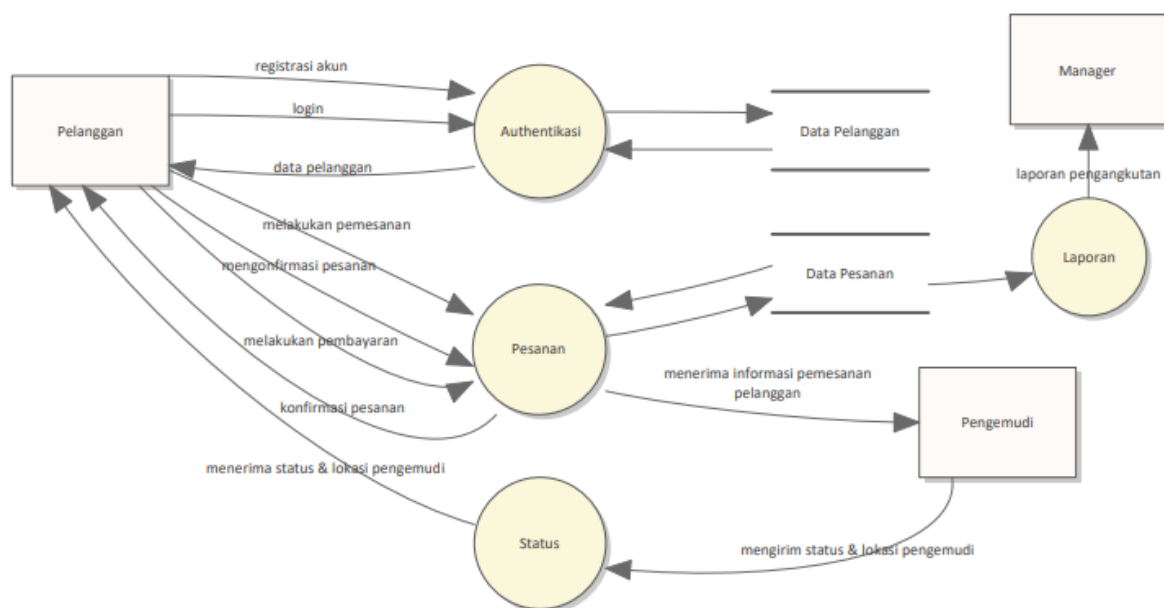 registrasi akun
Manager
login
Pelanggan
Authentikasi
Data Pelanggan
data pelanggan
laporan pengangkutan
melakukan pemesanan
mengonfirmasi pesanan
Data Pesanan
Laporan
melakukan pembayaran
Pesanan
menerima informasi pemesanan
pelanggan
konfirmasi pesanan
Pengemudi
menerima status & lokasi pengemudi
Status
mengirim status & lokasi pengemudi